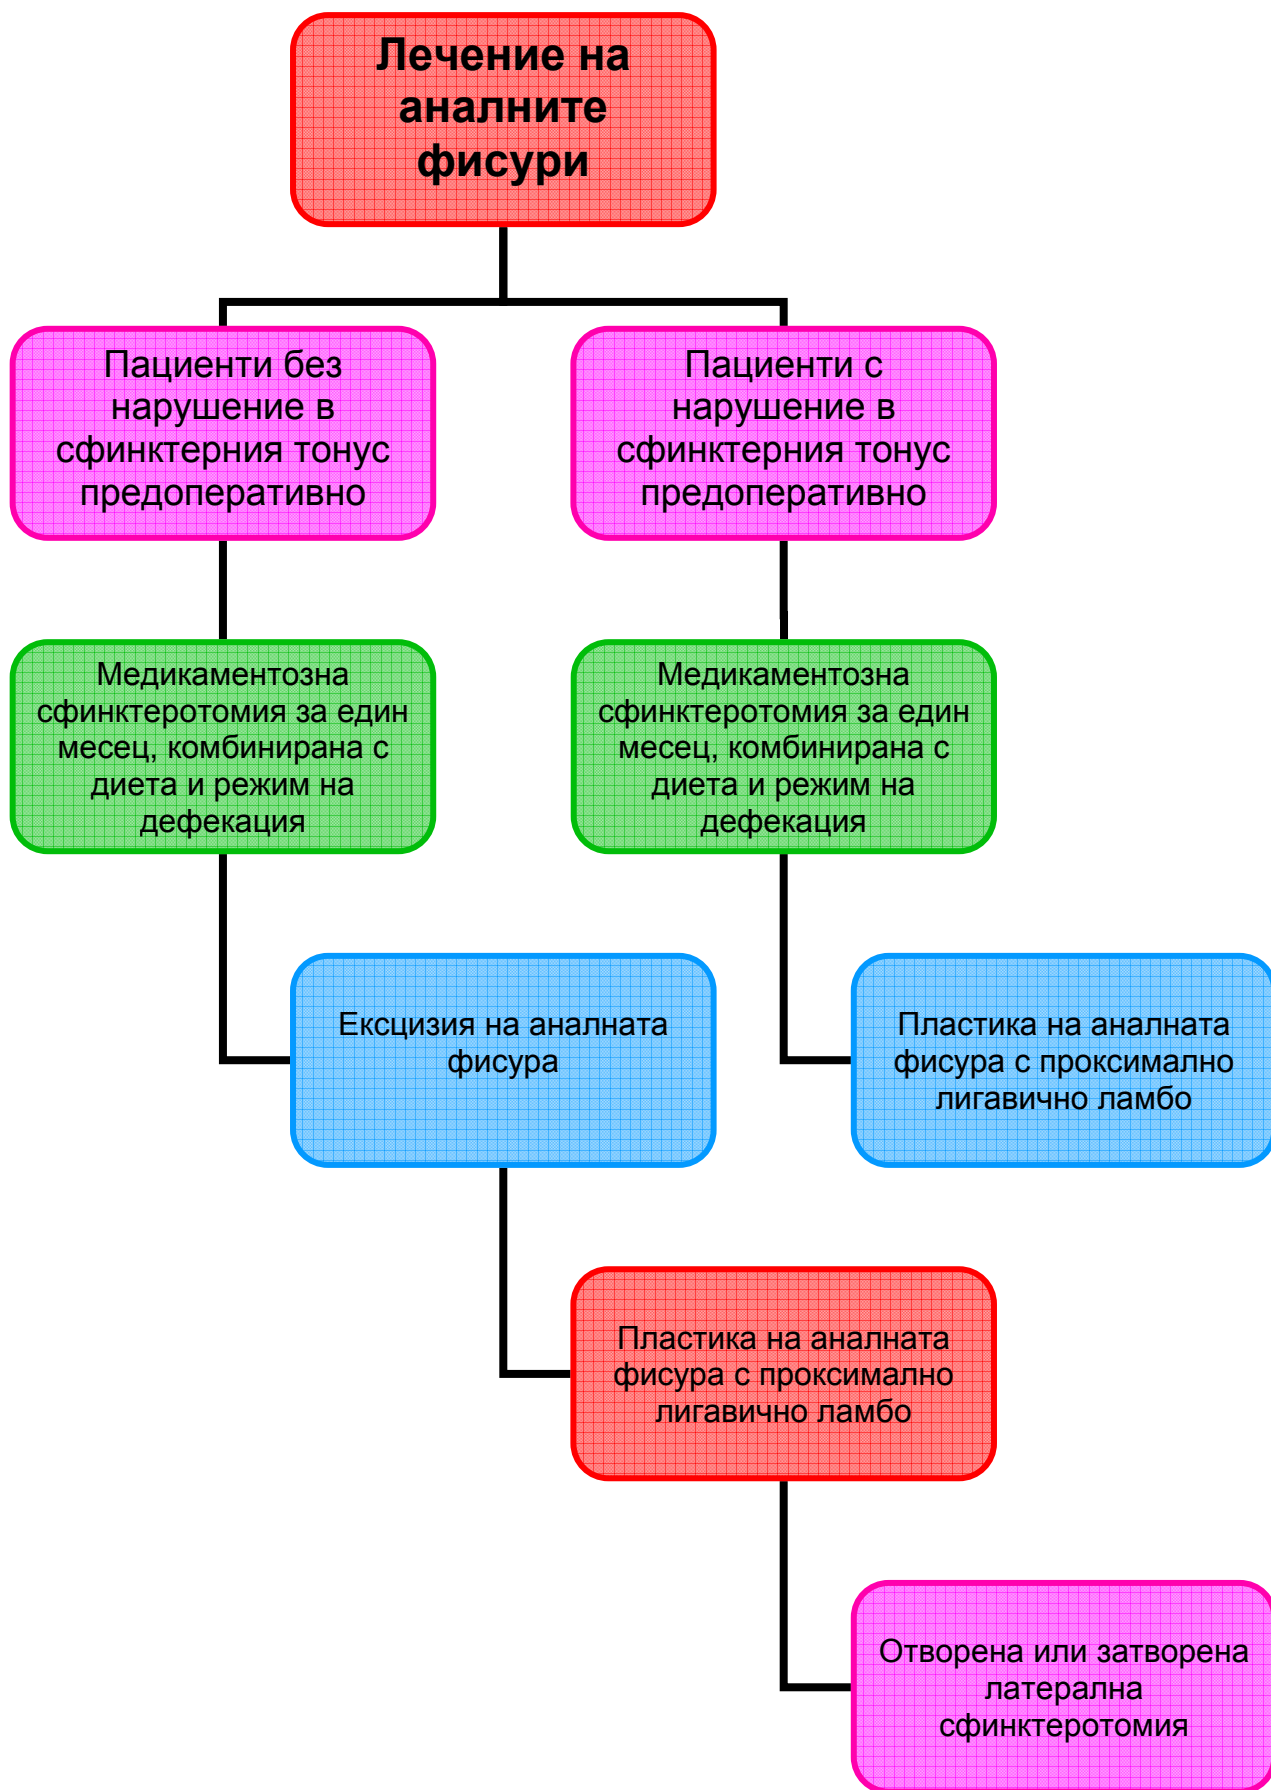 Лечение на
аналните
фисури
Пациенти без
нарушение в
сфинктерния тонус
предоперативно
Пациенти с
нарушение в
сфинктерния тонус
предоперативно
Медикаментозна
сфинктеротомия за един
месец, комбинирана с
диета и режим на
дефекация
Медикаментозна
сфинктеротомия за един
месец, комбинирана с
диета и режим на
дефекация
Ексцизия на аналната
фисура
Пластика на аналната
фисура с проксимално
лигавично ламбо
Пластика на аналната
фисура с проксимално
лигавично ламбо
Отворена или затворена
латерална
сфинктеротомия